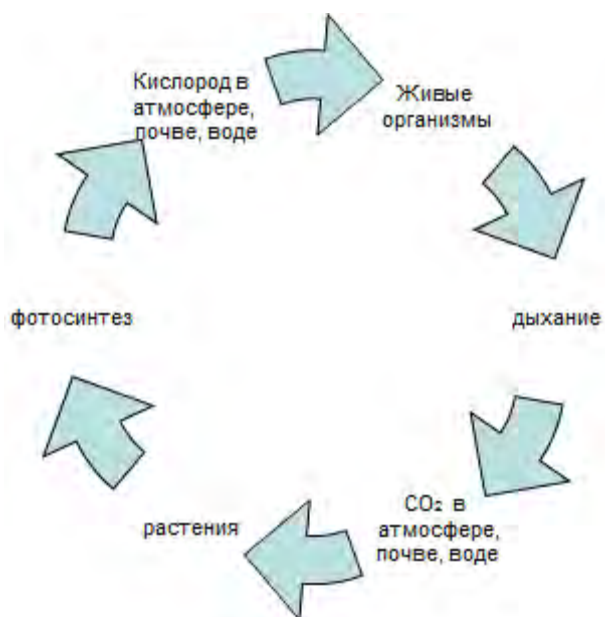 Кислород в
атмосфере,
почве, воде
Живые
организмы
дыхание
CO₂ в
атмосфере,
почве, воде
растения
фотосинтез